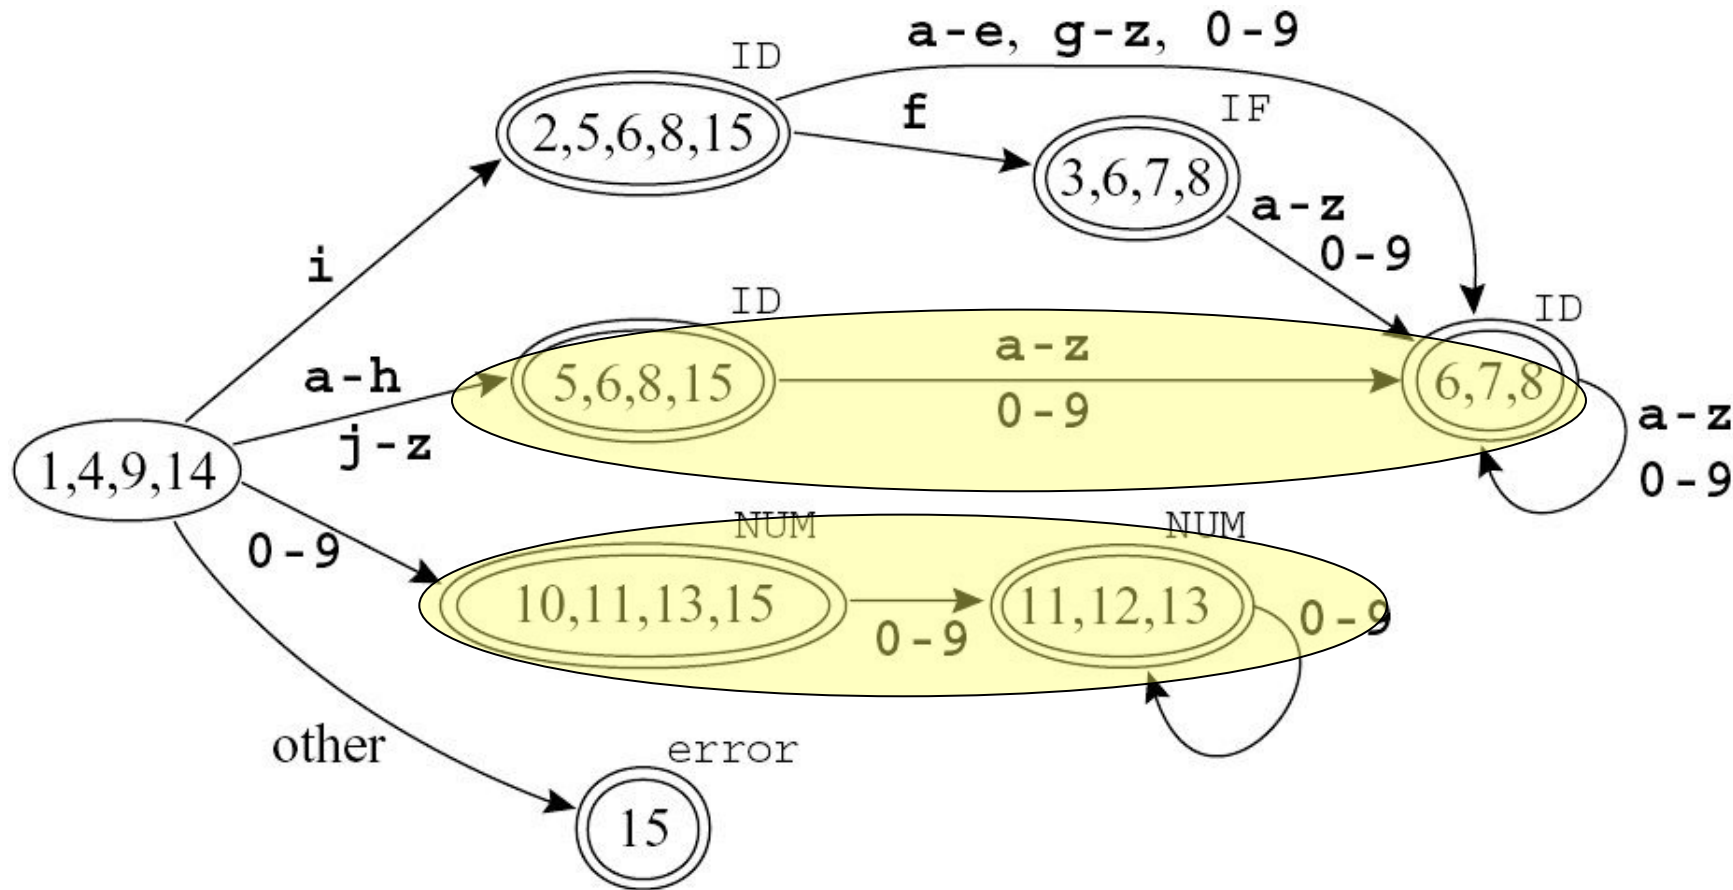 a-e, g-z, 0-9
ID
f
IF
2,5,6,8,15
3,6,7,8
a-z
0-9
i
ID
ID
a-z
a-h
5,6,8,15
6,7,8
0-9
a-z
j-z
1,4,9,14
0-9
NUM
NUM
0-9
10,11,13,15
11,12,13
0-9
0-9
other
error
15